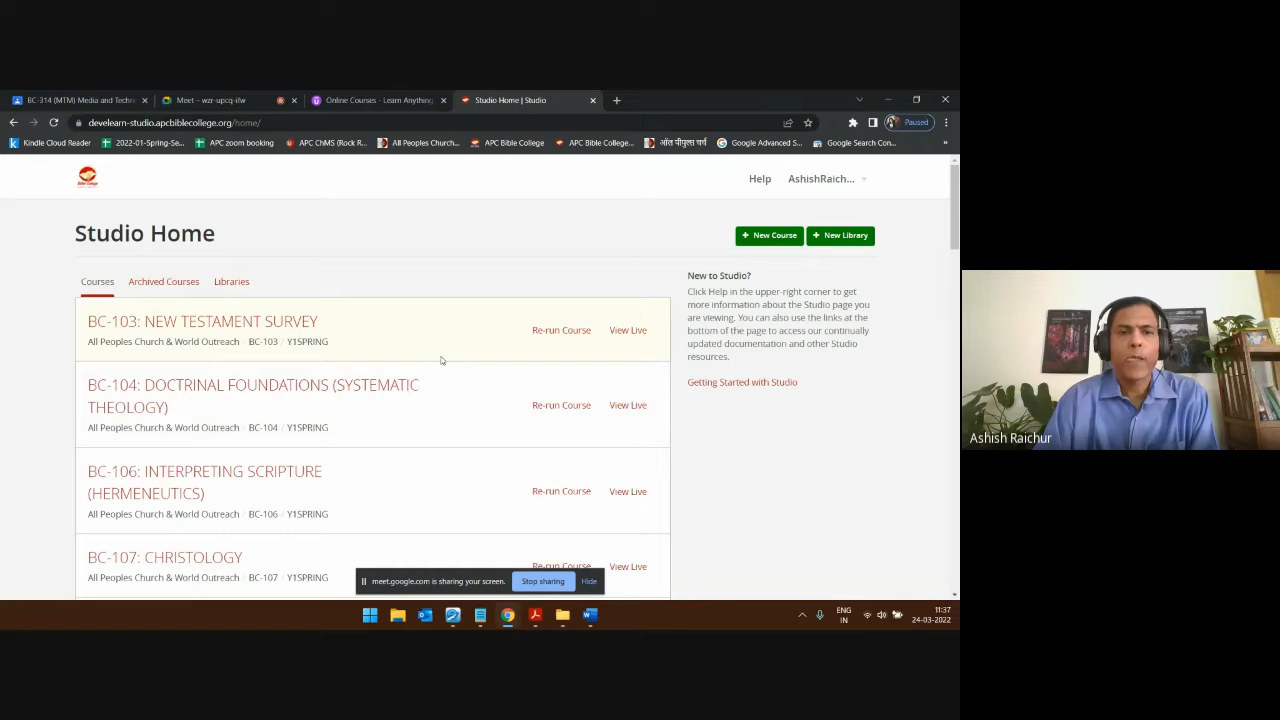 BC-314 (MTM) Media and Techn
Meet – wzr-upcq-ifw
Online Courses - Learn Anything
Studio Home | Studio
develearn-studio.apcbiblecollege.org/home/
Paused
Kindle Cloud Reader
2022-01-Spring-Se...
APC zoom booking
APC ChMS (Rock R...
All Peoples Church...
APC Bible College
APC Bible College...
ऑल पीपुल्स चर्च
Google Advanced S...
Google Search Con...
»
Bible College
Help
AshishRaich...
Studio Home
+ New Course
+ New Library
Courses
Archived Courses
Libraries
BC-103: NEW TESTAMENT SURVEY
All Peoples Church & World Outreach / BC-103 / Y1SPRING
Re-run Course
View Live
BC-104: DOCTRINAL FOUNDATIONS (SYSTEMATIC
THEOLOGY)
All Peoples Church & World Outreach / BC-104 / Y1SPRING
Re-run Course
View Live
BC-106: INTERPRETING SCRIPTURE
(HERMENEUTICS)
All Peoples Church & World Outreach / BC-106 / Y1SPRING
Re-run Course
View Live
BC-107: CHRISTOLOGY
All Peoples Church & World Outreach / BC-107 / Y1SPRING
Re-run Course
View Live
New to Studio?
Click Help in the upper-right corner to get
more information about the Studio page you
are viewing. You can also use the links at the
bottom of the page to access our continually
updated documentation and other Studio
resources.
Getting Started with Studio
meet.google.com is sharing your screen.
Stop sharing
Hide
ENG
IN
11:37
24-03-2022
Ashish Raichur